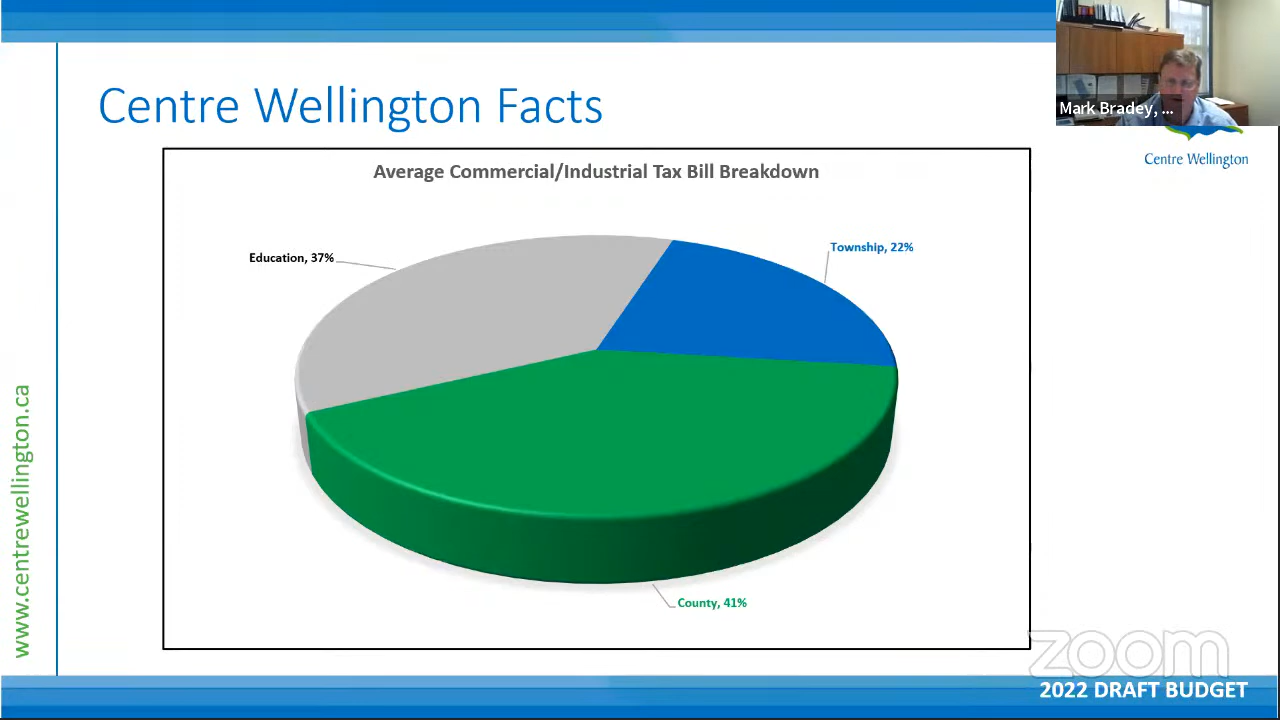 Centre Wellington Facts
Mark Bradey, ...
Centre Wellington
Average Commercial/Industrial Tax Bill Breakdown
Education, 37%
Township, 22%
County, 41%
www.centrewellington.ca
zoom
2022 DRAFT BUDGET